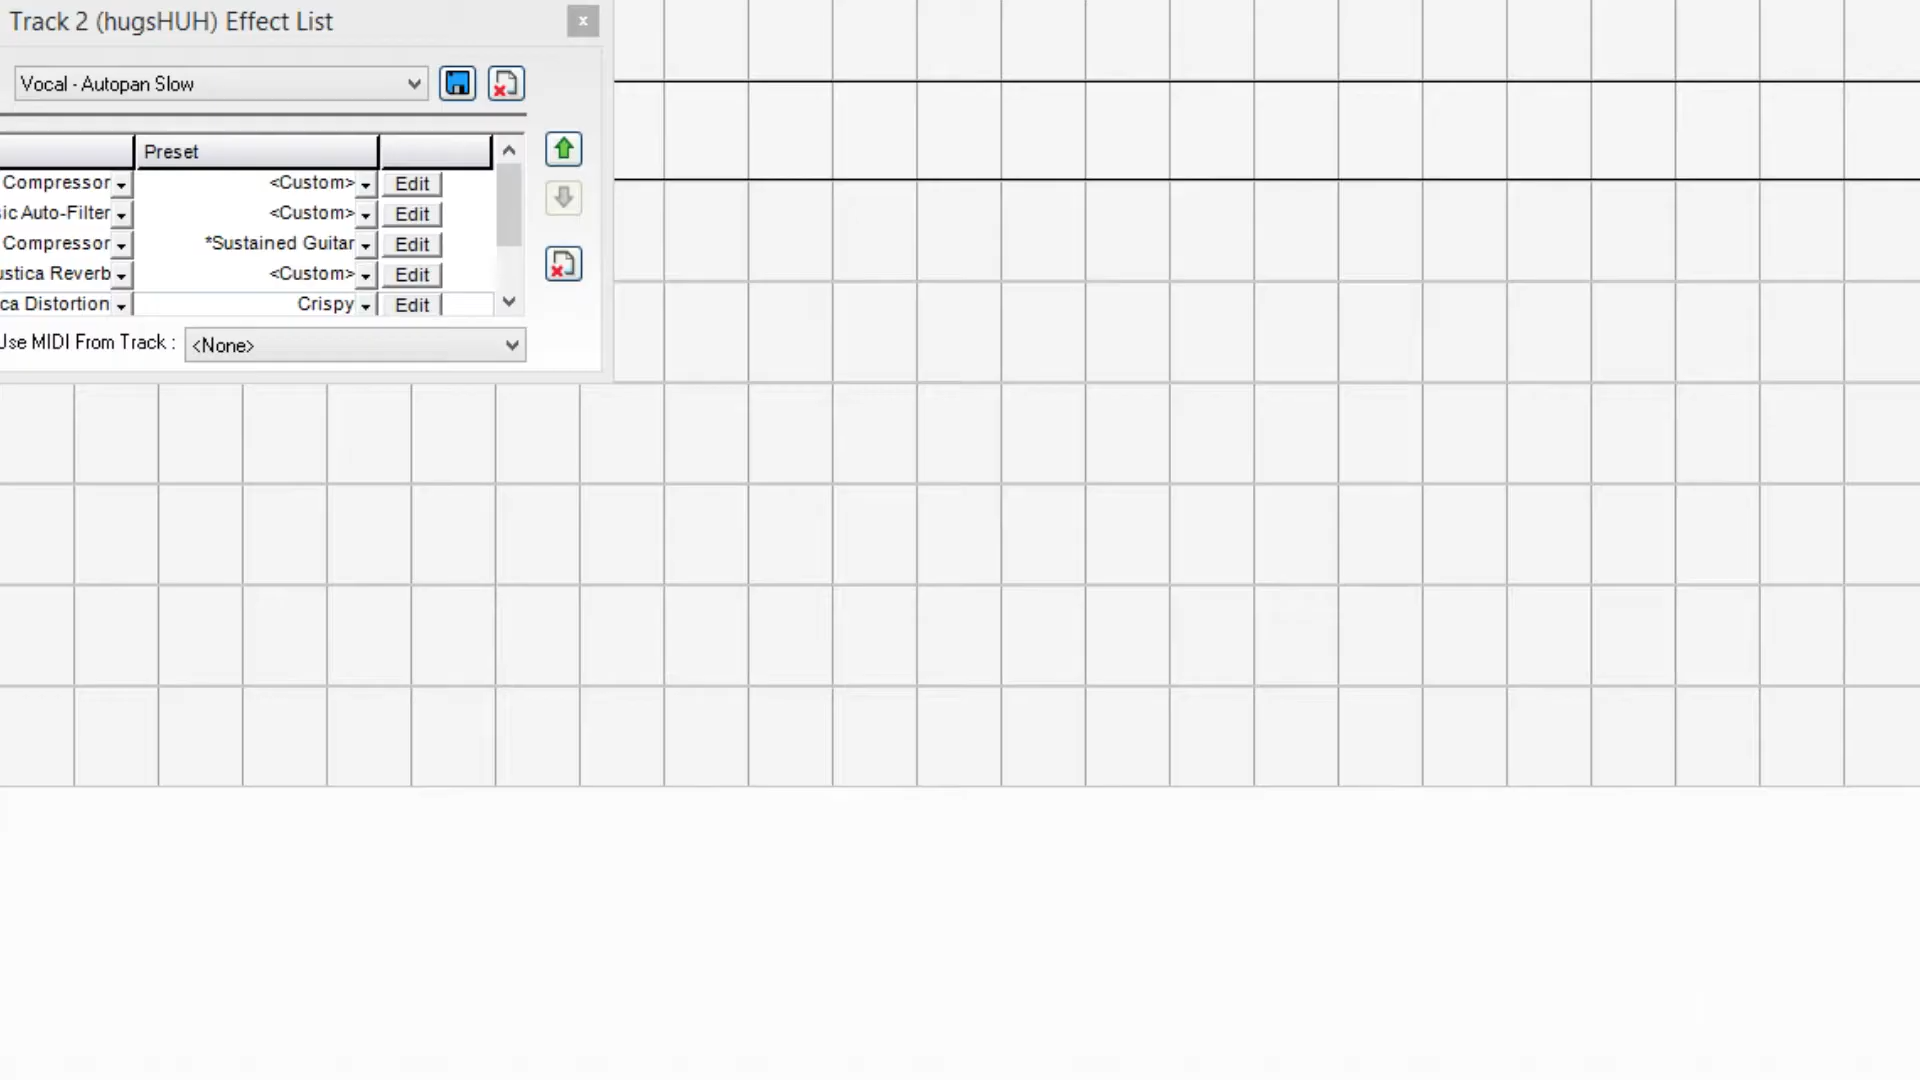 Track 2 (hugsHUH) Effect List
x
Vocal - Autopan Slow
Preset
Compressor <Custom> Edit
ic Auto-Filter <Custom> Edit
Compressor *Sustained Guitar Edit
ustica Reverb <Custom> Edit
ca Distortion Crispy Edit
Use MIDI From Track : <None>